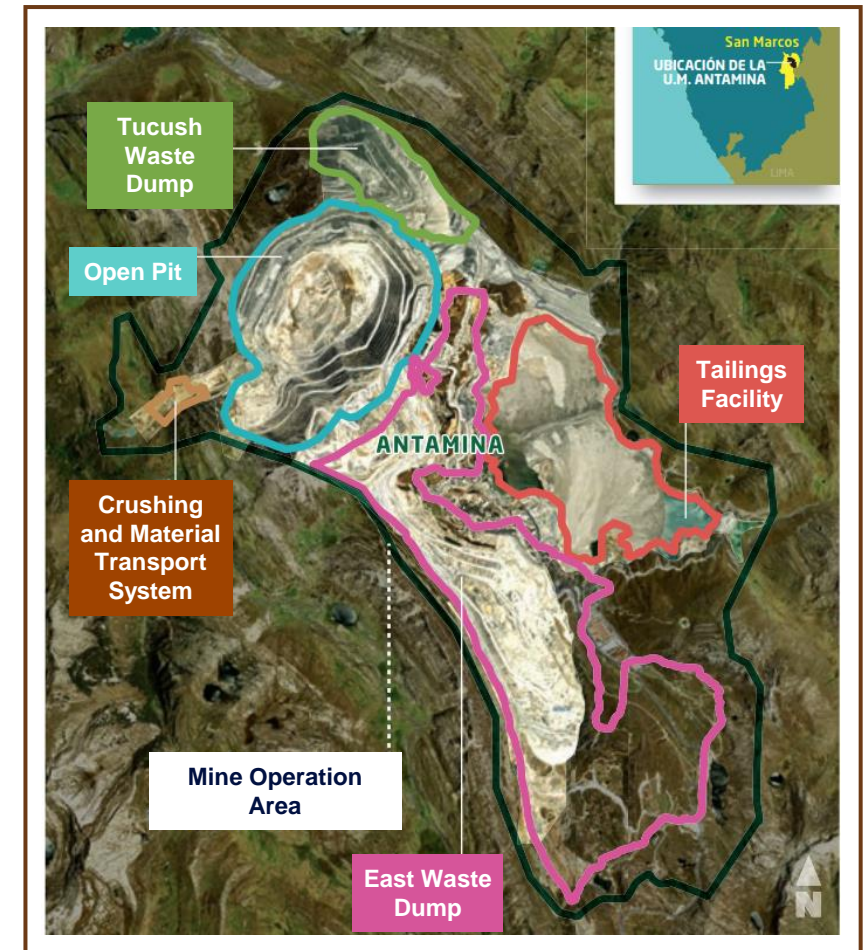 San Marcos
UBICACIÓN DE LA
U.M. ANTAMINA
LIMA
Tucush
Waste
Dump
Open Pit
Tailings
Facility
ANTAMINA
Crushing
and Material
Transport
System
Mine Operation
Area
East Waste
Dump
N